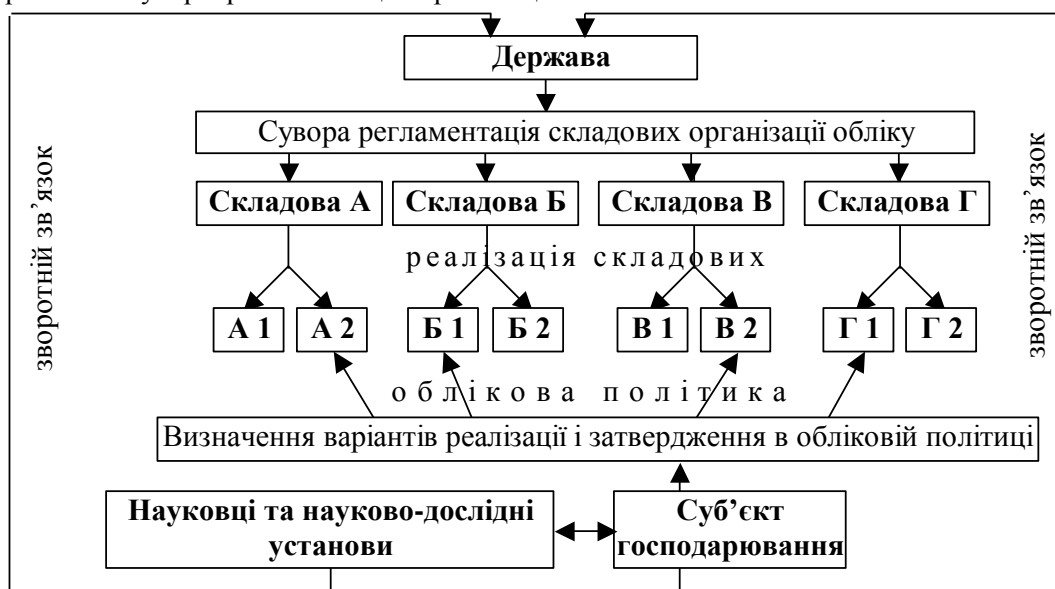 Держава
Сувора регламентація складових організації обліку
зворотній зв’язок
зворотній зв’язок
Складова А
Складова Б
Складова В
Складова Г
реалізація складових
А 1
А 2
Б 1
Б 2
В 1
В 2
Г 1
Г 2
облікова політика
Визначення варіантів реалізації і затвердження в обліковій політиці
Науковці та науково-дослідні
установи
Суб’єкт
господарювання